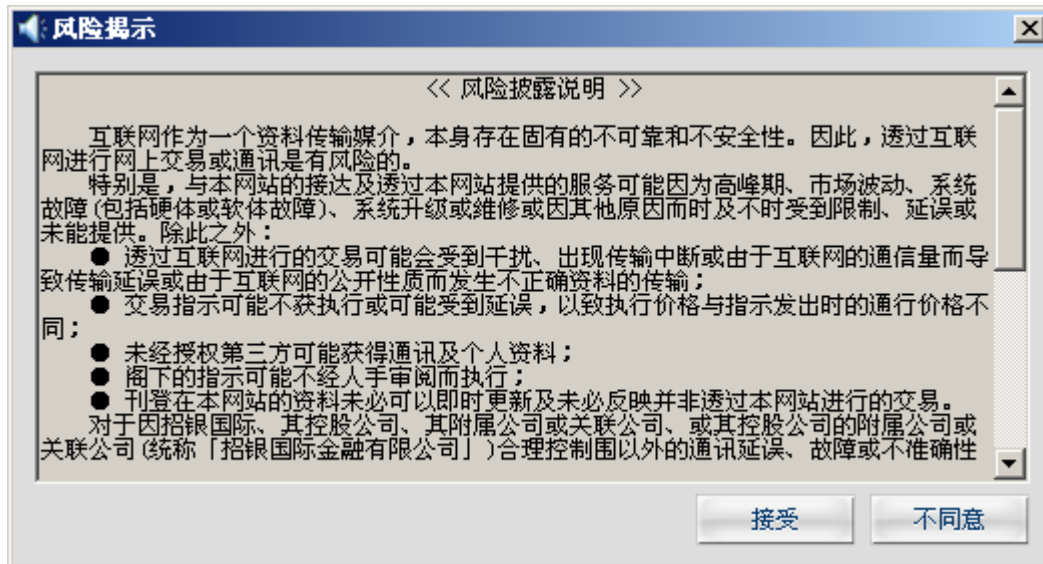 风险揭示
<< 风险披露说明 >>
互联网作为一个资料传输媒介，本身存在固有的不可靠和不安全性。因此，透过互联
网进行网上交易或通讯是有风险的。
特别是，与本网站的接达及透过本网站提供的服务可能因为高峰期、市场波动、系统
故障(包括硬体或软体故障)、系统升级或维修或因其他原因而时及不时受到限制、延误或
未能提供。除此之外：
● 透过互联网进行的交易可能会受到干扰、出现传输中断或由于互联网的通信量而导
致传输延误或由于互联网的公开性质而发生不正确资料的传输；
● 交易指示可能不获执行或可能受到延误，以致执行价格与指示发出时的通行价格不
同；
● 未经授权第三方可能获得通讯及个人资料；
● 阁下的指示可能不经人手审阅而执行；
● 刊登在本网站的资料未必可以即时更新及未必反映并非透过本网站进行的交易。
对于因招银国际、其控股公司、其附属公司或关联公司、或其控股公司的附属公司或
关联公司(统称「招银国际金融有限公司」)合理控制围以外的通讯延误、故障或不准确性
接受
不同意